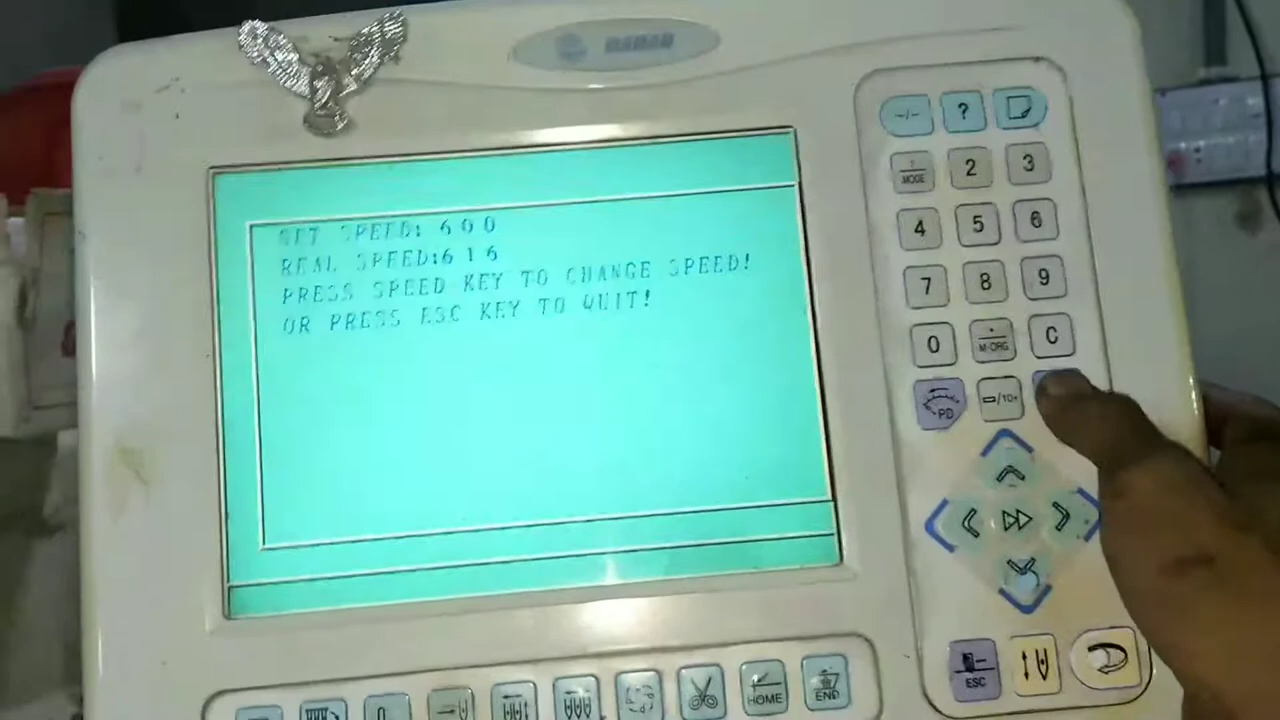 SET SPEED: 600
REAL SPEED:616
PRESS SPEED KEY TO CHANGE SPEED!
OR PRESS ESC KEY TO QUIT!
-/-
?
1
MODE
2
3
4
5
6
7
8
9
0
M-ORG
C
PD
/10+
ESC
HOME
END